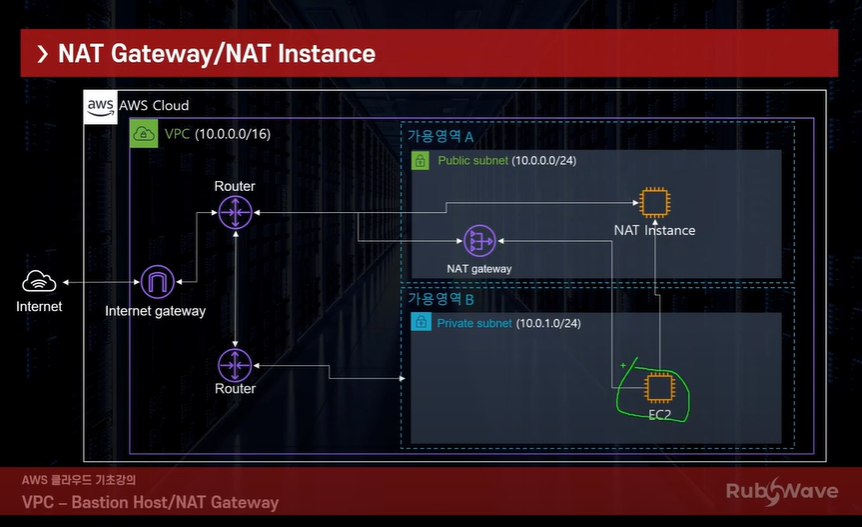 ❯ NAT Gateway/NAT Instance
aws AWS Cloud
VPC (10.0.0.0/16)
가용영역 A
Public subnet (10.0.0.0/24)
Router
NAT Instance
NAT gateway
Internet
Internet gateway
가용영역 B
Private subnet (10.0.1.0/24)
Router
EC2
AWS 클라우드 기초강의
VPC – Bastion Host/NAT Gateway
RubyWave